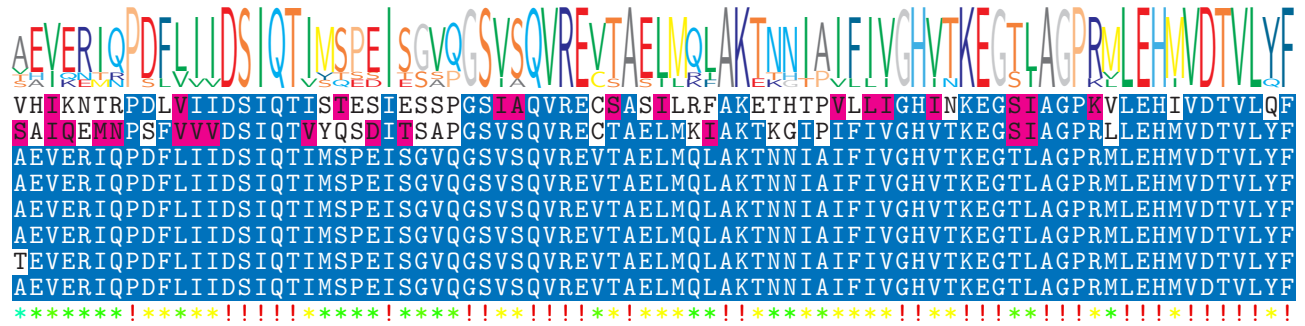 AEVERIQPDFLIIDSIQTIMSPEISGVQGSVSQVREVTAELMQLAKTNNIAIFIVGHVTKEGTLAGPRMLEHMVDTVLYF
VHIKNTRPDLVIIDSIQTISTESIESSPGSIAQVRECSASILRFAKETHTPVLLIGHINKEGSIAGPKVLEHIVDTVLQF
SAIQEMNPSFVVVDSIQTVYQSDITSAPGSVSQVRECTAELMKIAKTKGIPIFIVGHVTKEGSIAGPRLLEHMVDTVLYF
AEVERIQPDFLIIDSIQTIMSPEISGVQGSVSQVREVTAELMQLAKTNNIAIFIVGHVTKEGTLAGPRMLEHMVDTVLYF
AEVERIQPDFLIIDSIQTIMSPEISGVQGSVSQVREVTAELMQLAKTNNIAIFIVGHVTKEGTLAGPRMLEHMVDTVLYF
AEVERIQPDFLIIDSIQTIMSPEISGVQGSVSQVREVTAELMQLAKTNNIAIFIVGHVTKEGTLAGPRMLEHMVDTVLYF
AEVERIQPDFLIIDSIQTIMSPEISGVQGSVSQVREVTAELMQLAKTNNIAIFIVGHVTKEGTLAGPRMLEHMVDTVLYF
TEVERIQPDFLIIDSIQTIMSPEISGVQGSVSQVREVTAELMQLAKTNNIAIFIVGHVTKEGTLAGPRMLEHMVDTVLYF
AEVERIQPDFLIIDSIQTIMSPEISGVQGSVSQVREVTAELMQLAKTNNIAIFIVGHVTKEGTLAGPRMLEHMVDTVLYF
*******!*****!!!!!*****!****!!**!!!!**!*****!!*********!!**!!!**!!!**!!!*!!!!!*!